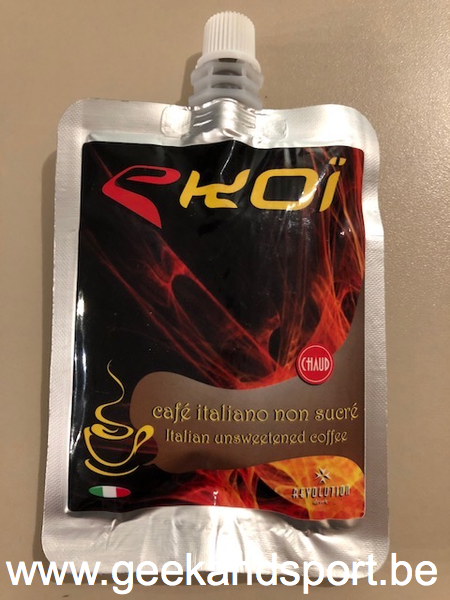 eKOï
CHAUD
café italiano non sucré
Italian unsweetened coffee
REVOLUTION
www.geekandsport.be